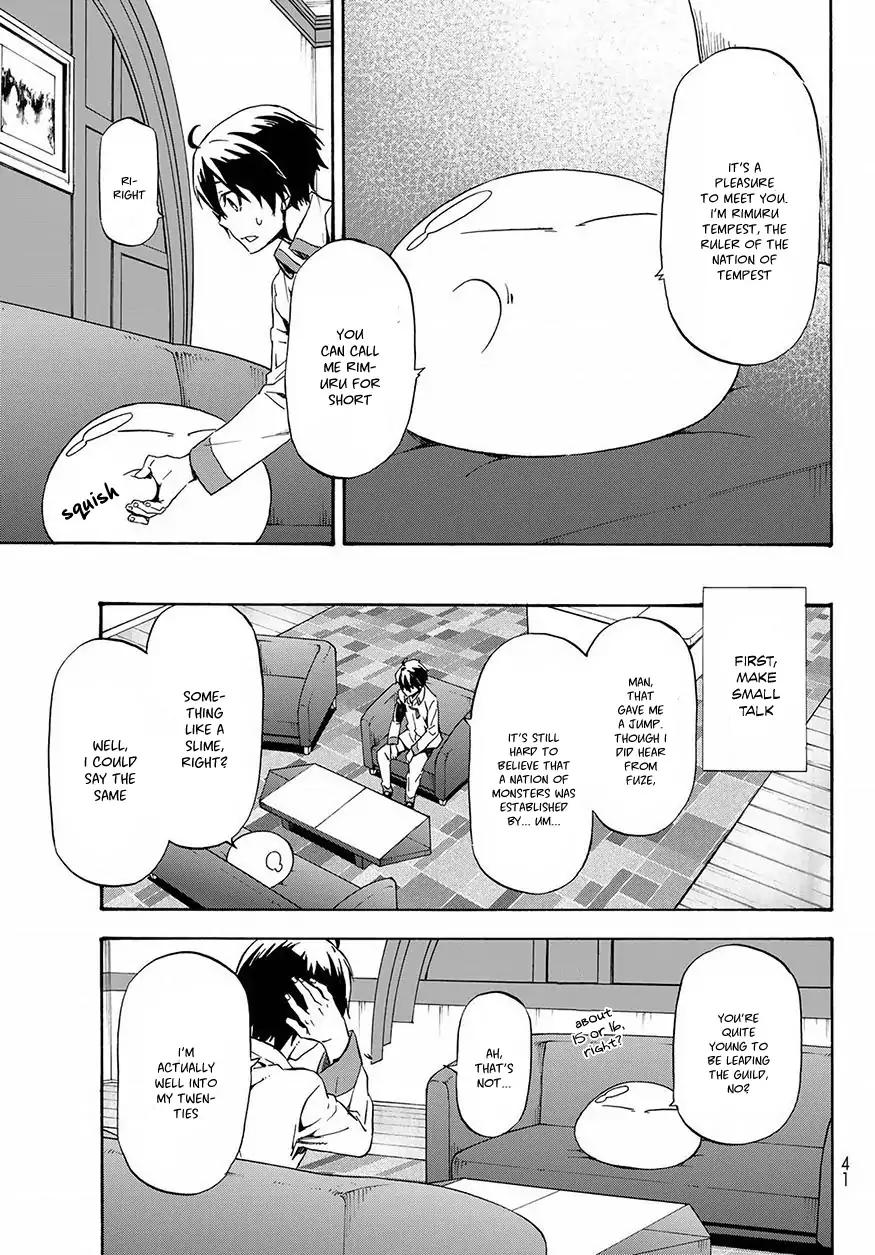 IT'S A
PLEASURE
TO MEET YOU.
I'M RIMURU
TEMPEST, THE
RULER OF THE
NATION OF
TEMPEST
YOU
CAN CALL
ME RIM-
URU FOR
SHORT
RI-
RIGHT
squish
FIRST,
MAKE
SMALL
TALK
MAN,
THAT
GAVE ME
A JUMP.
THOUGH I
DID HEAR
FROM
FUZE,
IT'S STILL
HARD TO
BELIEVE THAT
A NATION OF
MONSTERS WAS
ESTABLISHED
BY... UM...
SOME-
THING
LIKE A
SLIME,
RIGHT?
WELL,
I COULD
SAY THE
SAME
YOU'RE
QUITE
YOUNG TO
BE LEADING
THE GUILD,
NO?
about
15 or 16,
right?
AH,
THAT'S
NOT...
I'M
ACTUALLY
WELL INTO
MY TWEN-
TIES
41